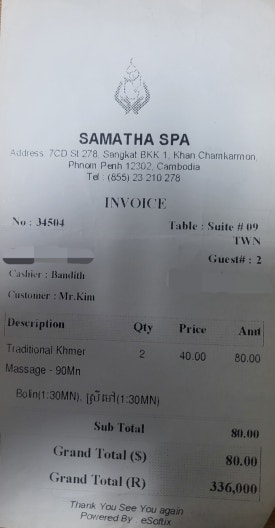 SAMATHA SPA
Address: 7CD St 278, Sangkat BKK 1, Khan Chamkarmon,
Phnom Penh 12302, Cambodia
Tel : (855) 23 210 278
INVOICE
No : 34504 Table : Suite # 09
TWN
Guest# : 2
Cashier : Bandith
Customer : Mr.Kim
Description Qty Price Amt
Traditional Khmer 2 40.00 80.00
Massage - 90Mn
Bolin(1:30MN), (1:30MN)
Sub Total 80.00
Grand Total ($) 80.00
Grand Total (R) 336,000
Thank You See You again
Powered By eSoftix